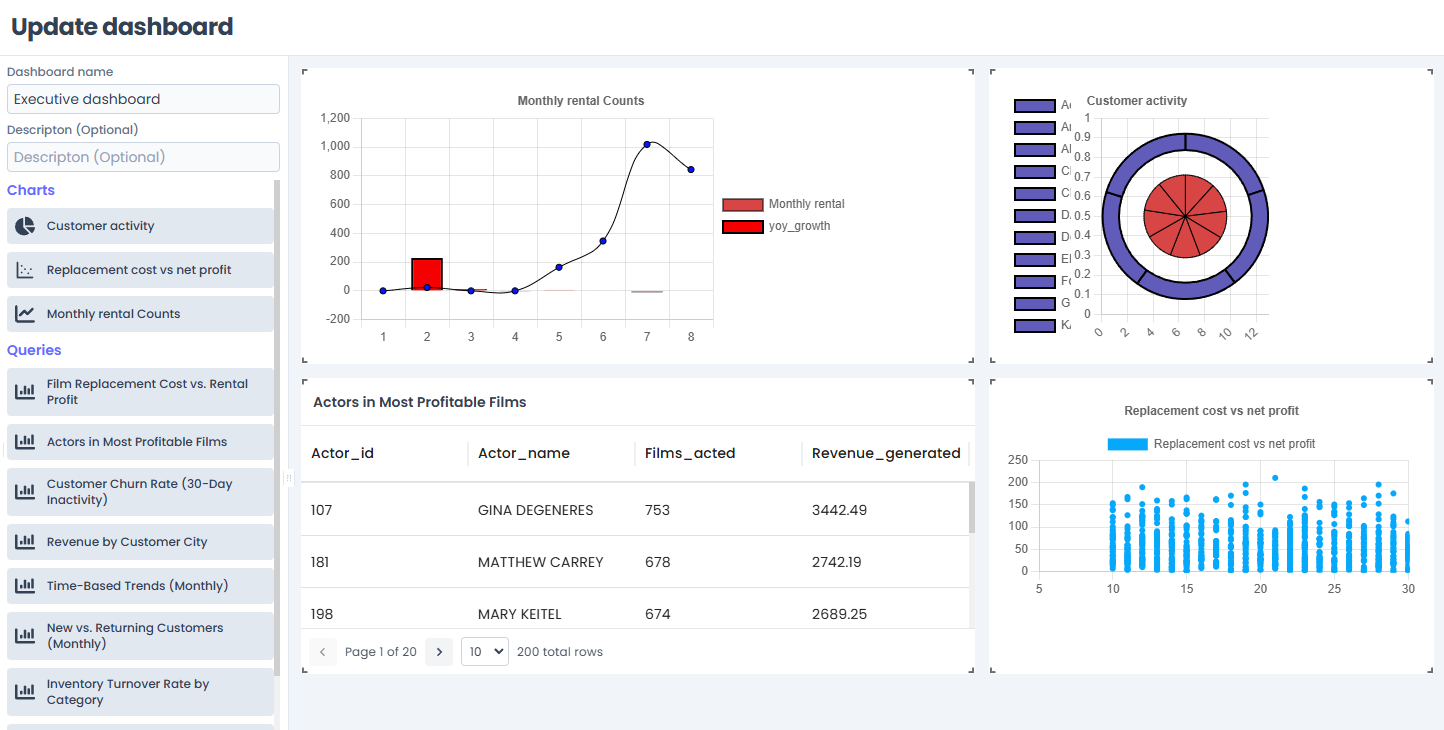 Update dashboard
Dashboard name
Executive dashboard
Descripton (Optional)
Descripton (Optional)
Charts
Customer activity
Replacement cost vs net profit
Monthly rental Counts
Queries
Film Replacement Cost vs. Rental
Profit
Actors in Most Profitable Films
Customer Churn Rate (30-Day
Inactivity)
Revenue by Customer City
Time-Based Trends (Monthly)
New vs. Returning Customers
(Monthly)
Inventory Turnover Rate by
Category
Monthly rental Counts
1,200
1,000
800
600
400
200
0
-200
1 2 3 4 5 6 7 8
Monthly rental
yoy_growth
Customer activity
1
0.9
0.8
0.7
0.6
0.5
0.4
0.3
0.2
0.1
0
0 2 4 6 8 10 12
Actors in Most Profitable Films
Actor_id Actor_name Films_acted Revenue_generated
107 GINA DEGENERES 753 3442.49
181 MATTHEW CARREY 678 2742.19
198 MARY KEITEL 674 2689.25
Page 1 of 20 10 200 total rows
Replacement cost vs net profit
Replacement cost vs net profit
250
200
150
100
50
0
5 10 15 20 25 30